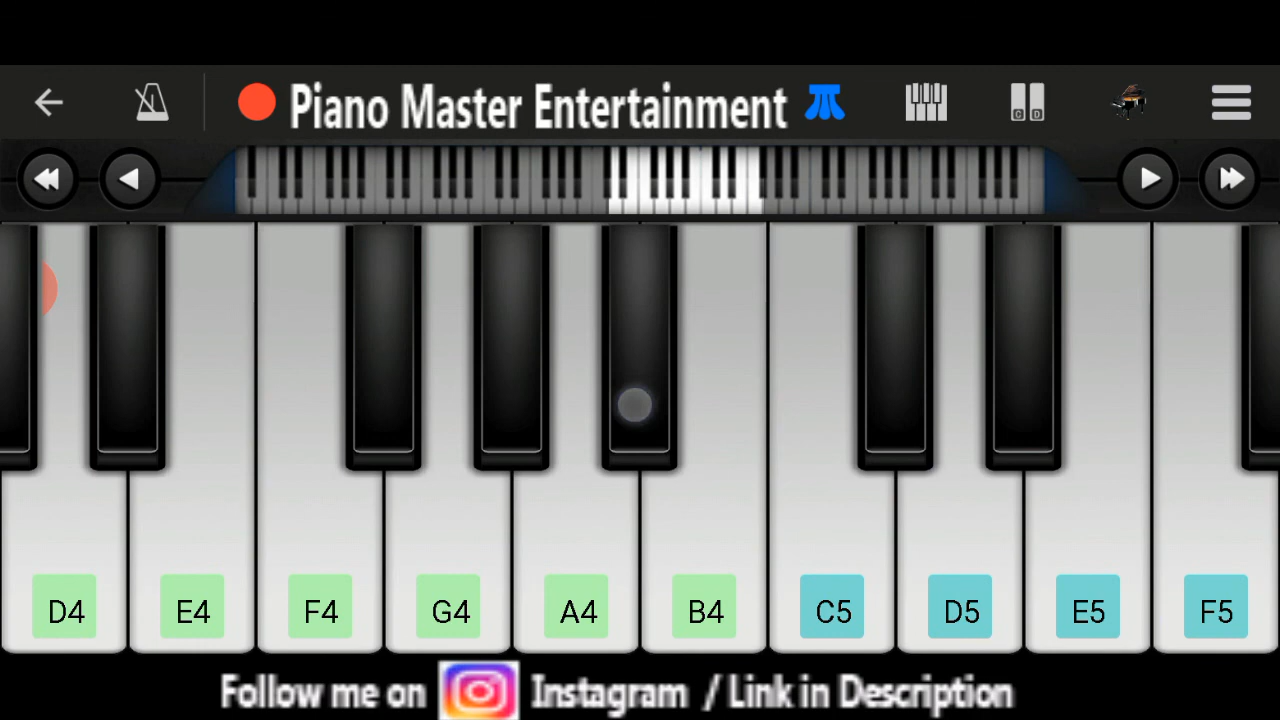 Piano Master Entertainment
C D
D4 E4 F4 G4 A4 B4 C5 D5 E5 F5
Follow me on Instagram / Link in Description